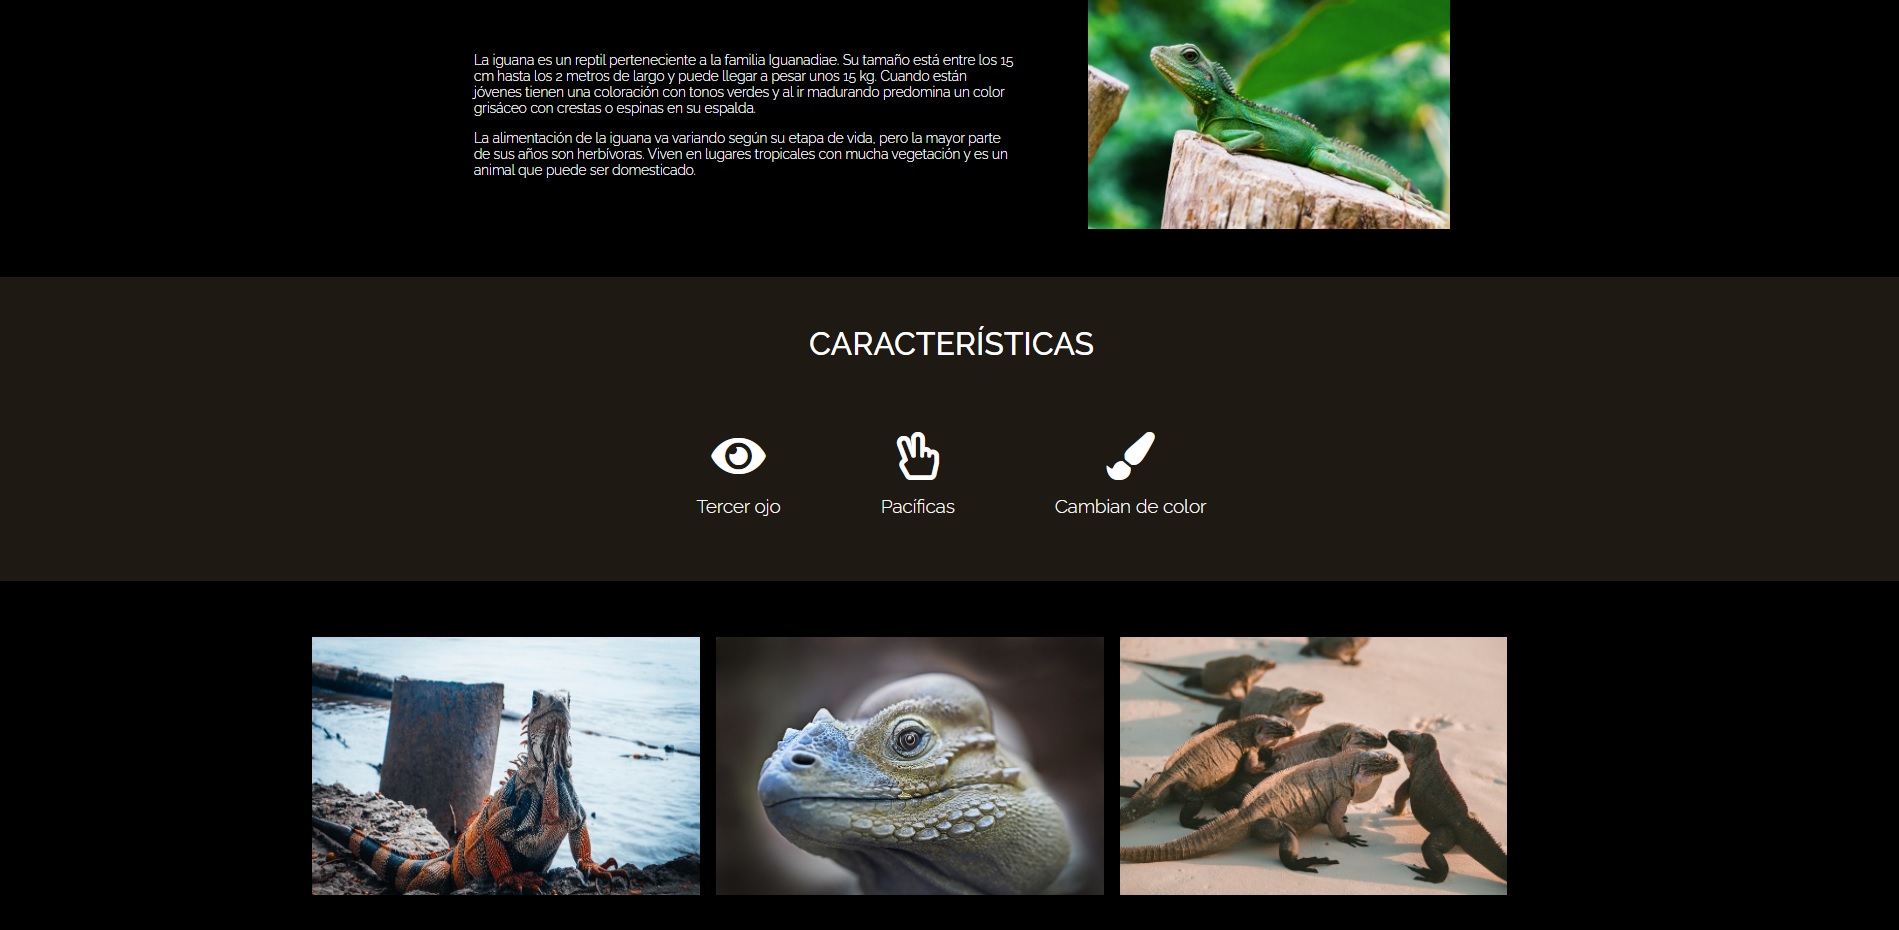 La iguana es un reptil perteneciente a la familia Iguanadiae. Su tamaño está entre los 15
cm hasta los 2 metros de largo y puede llegar a pesar unos 15 kg. Cuando están
jóvenes tienen una coloración con tonos verdes y al ir madurando predomina un color
grisáceo con crestas o espinas en su espalda.
La alimentación de la iguana va variando según su etapa de vida, pero la mayor parte
de sus años son herbívoras. Viven en lugares tropicales con mucha vegetación y es un
animal que puede ser domesticado.
CARACTERÍSTICAS
Tercer ojo
Pacíficas
Cambian de color